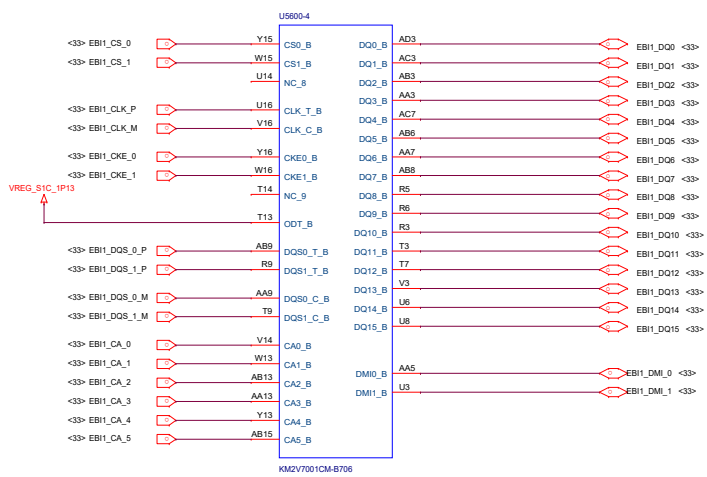 U5600-4
<33> EBI1_CS_0 Y15 CS0_B DQ0_B AD3 EBI1_DQ0 <33>
<33> EBI1_CS_1 W15 CS1_B DQ1_B AC3 EBI1_DQ1 <33>
U14 NC_8 DQ2_B AB3 EBI1_DQ2 <33>
DQ3_B AA3 EBI1_DQ3 <33>
<33> EBI1_CLK_P U16 CLK_T_B DQ4_B AC7 EBI1_DQ4 <33>
<33> EBI1_CLK_M V16 CLK_C_B DQ5_B AB6 EBI1_DQ5 <33>
<33> EBI1_CKE_0 Y16 CKE0_B DQ6_B AA7 EBI1_DQ6 <33>
<33> EBI1_CKE_1 W16 CKE1_B DQ7_B AB8 EBI1_DQ7 <33>
VREG_S1C_1P13 T14 NC_9 DQ8_B R5 EBI1_DQ8 <33>
DQ9_B R6 EBI1_DQ9 <33>
T13 ODT_B DQ10_B R3 EBI1_DQ10 <33>
<33> EBI1_DQS_0_P AB9 DQS0_T_B DQ11_B T3 EBI1_DQ11 <33>
<33> EBI1_DQS_1_P R9 DQS1_T_B DQ12_B T7 EBI1_DQ12 <33>
DQ13_B V3 EBI1_DQ13 <33>
<33> EBI1_DQS_0_M AA9 DQS0_C_B DQ14_B U6 EBI1_DQ14 <33>
<33> EBI1_DQS_1_M T9 DQS1_C_B DQ15_B U8 EBI1_DQ15 <33>
<33> EBI1_CA_0 V14 CA0_B
<33> EBI1_CA_1 W13 CA1_B DMI0_B AA5 EBI1_DMI_0 <33>
<33> EBI1_CA_2 AB13 CA2_B DMI1_B U3 EBI1_DMI_1 <33>
<33> EBI1_CA_3 AA13 CA3_B
<33> EBI1_CA_4 Y13 CA4_B
<33> EBI1_CA_5 AB15 CA5_B
KM2V7001CM-B706